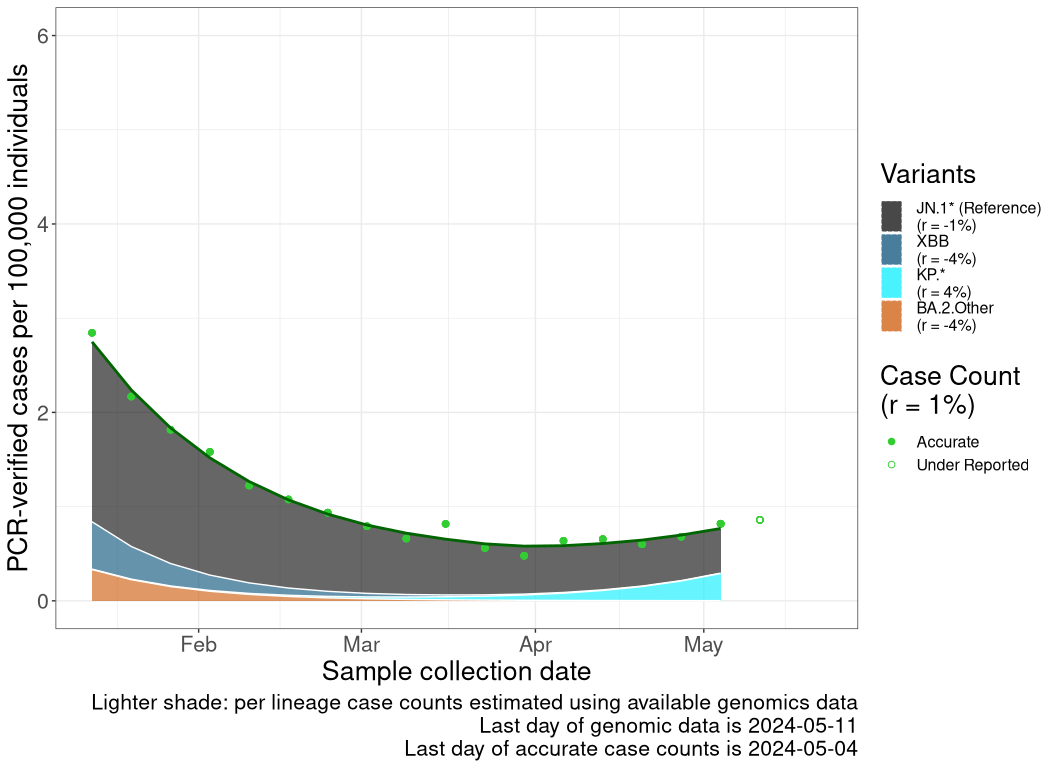 PCR-verified cases per 100,000 individuals
6
4
2
0
Feb
Mar
Apr
May
Sample collection date
Lighter shade: per lineage case counts estimated using available genomics data
Last day of genomic data is 2024-05-11
Last day of accurate case counts is 2024-05-04
Variants
JN.1* (Reference)
(r = -1%)
XBB
(r = -4%)
KP.*
(r = 4%)
BA.2.Other
(r = -4%)
Case Count
(r = 1%)
Accurate
Under Reported